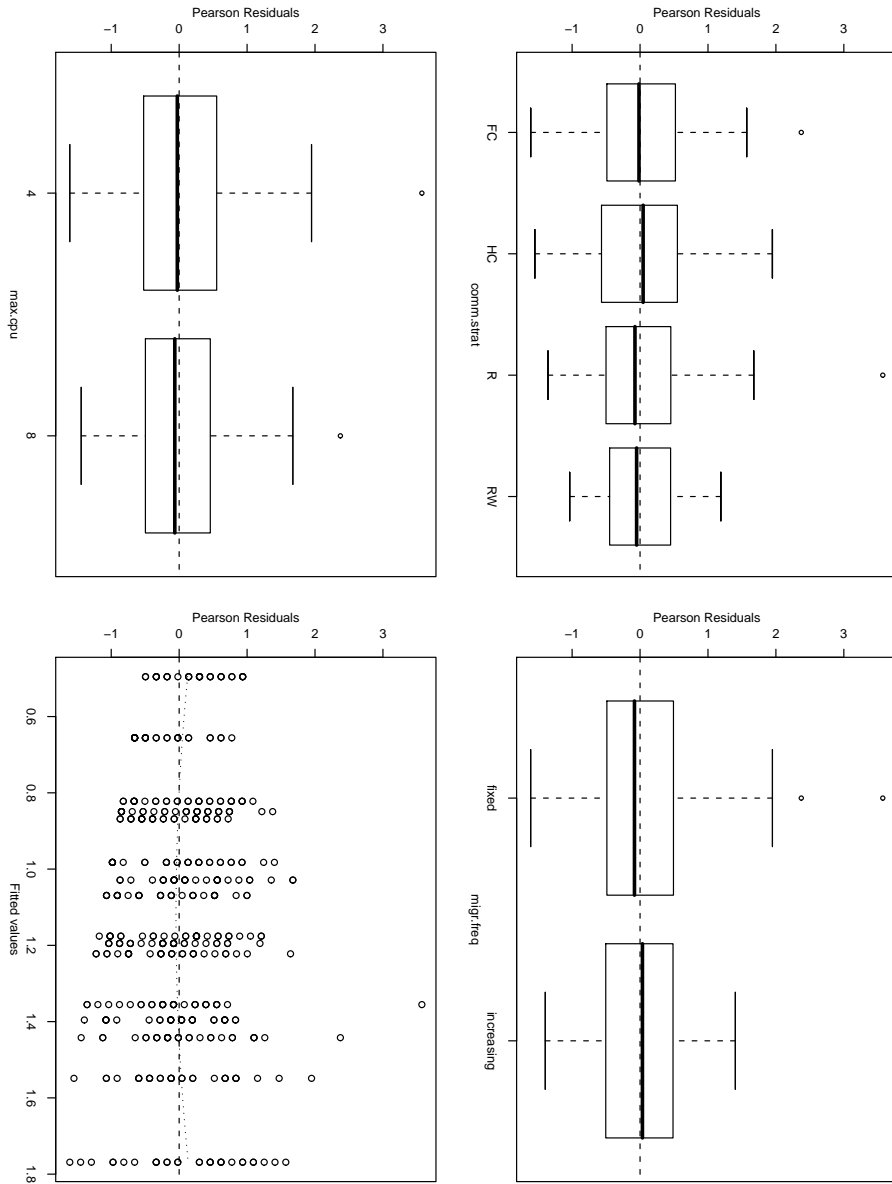 Pearson Residuals
−1 0 1 2 3
FC HC R RW
comm.strat
Pearson Residuals
−1 0 1 2 3
fixed increasing
migr.freq
Pearson Residuals
−1 0 1 2 3
4 8
max.cpu
Pearson Residuals
−1 0 1 2 3
0.6 0.8 1.0 1.2 1.4 1.6 1.8
Fitted values